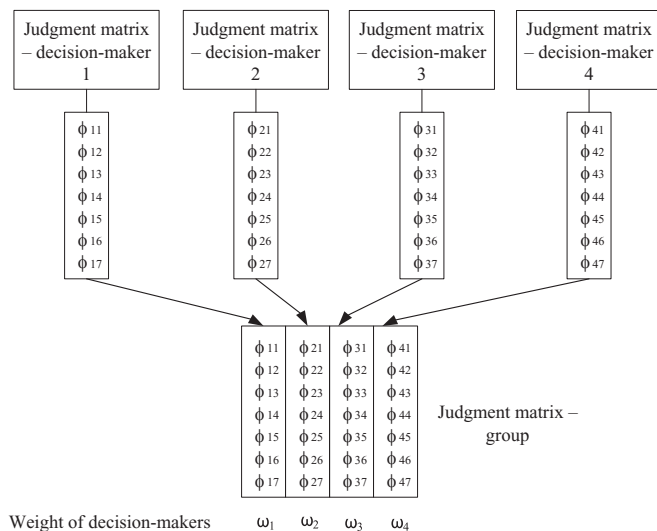 Judgment matrix
– decision-maker
1
Judgment matrix
– decision-maker
2
Judgment matrix
– decision-maker
3
Judgment matrix
– decision-maker
4
ϕ 11
ϕ 12
ϕ 13
ϕ 14
ϕ 15
ϕ 16
ϕ 17
ϕ 21
ϕ 22
ϕ 23
ϕ 24
ϕ 25
ϕ 26
ϕ 27
ϕ 31
ϕ 32
ϕ 33
ϕ 34
ϕ 35
ϕ 36
ϕ 37
ϕ 41
ϕ 42
ϕ 43
ϕ 44
ϕ 45
ϕ 46
ϕ 47
ϕ 11 ϕ 21 ϕ 31 ϕ 41
ϕ 12 ϕ 22 ϕ 32 ϕ 42
ϕ 13 ϕ 23 ϕ 33 ϕ 43
ϕ 14 ϕ 24 ϕ 34 ϕ 44
ϕ 15 ϕ 25 ϕ 35 ϕ 45
ϕ 16 ϕ 26 ϕ 36 ϕ 46
ϕ 17 ϕ 27 ϕ 37 ϕ 47
Judgment matrix –
group
Weight of decision-makers ω1 ω2 ω3 ω4